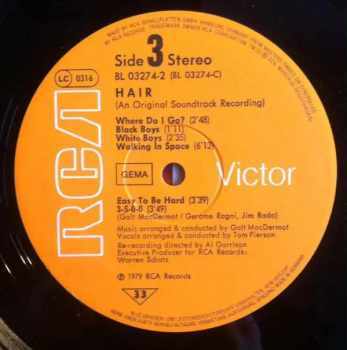 Side 3 Stereo
BL 03274-2 (BL 03274-C)
LC 0316
HAIR
(An Original Soundtrack Recording)
Where Do I Go? (2'48)
Black Boys (1'11)
White Boys (2'35)
Walking In Space (6'12)
RCA
GEMA
Victor
Easy To Be Hard (3'39)
3-5-0-0 (3'49)
(Galt MacDermot / Gerome Ragni, Jim Rado)
Music arranged & conducted by Galt MacDermot
Vocals arranged & conducted by Tom Pierson
Re-recording directed by Al Garrison
Executive Producer for RCA Records:
Warren Schatz
℗ 1979 RCA Records
33